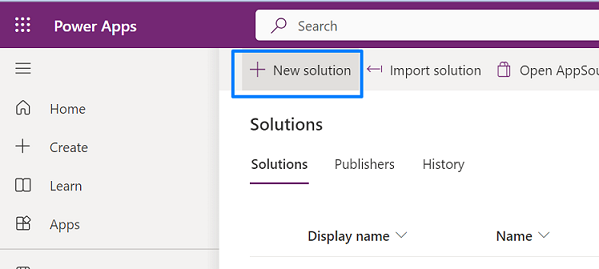 Power Apps
Search
New solution
Import solution
Open AppSou
Home
Solutions
Create
Solutions
Publishers
History
Learn
Apps
Display name
Name